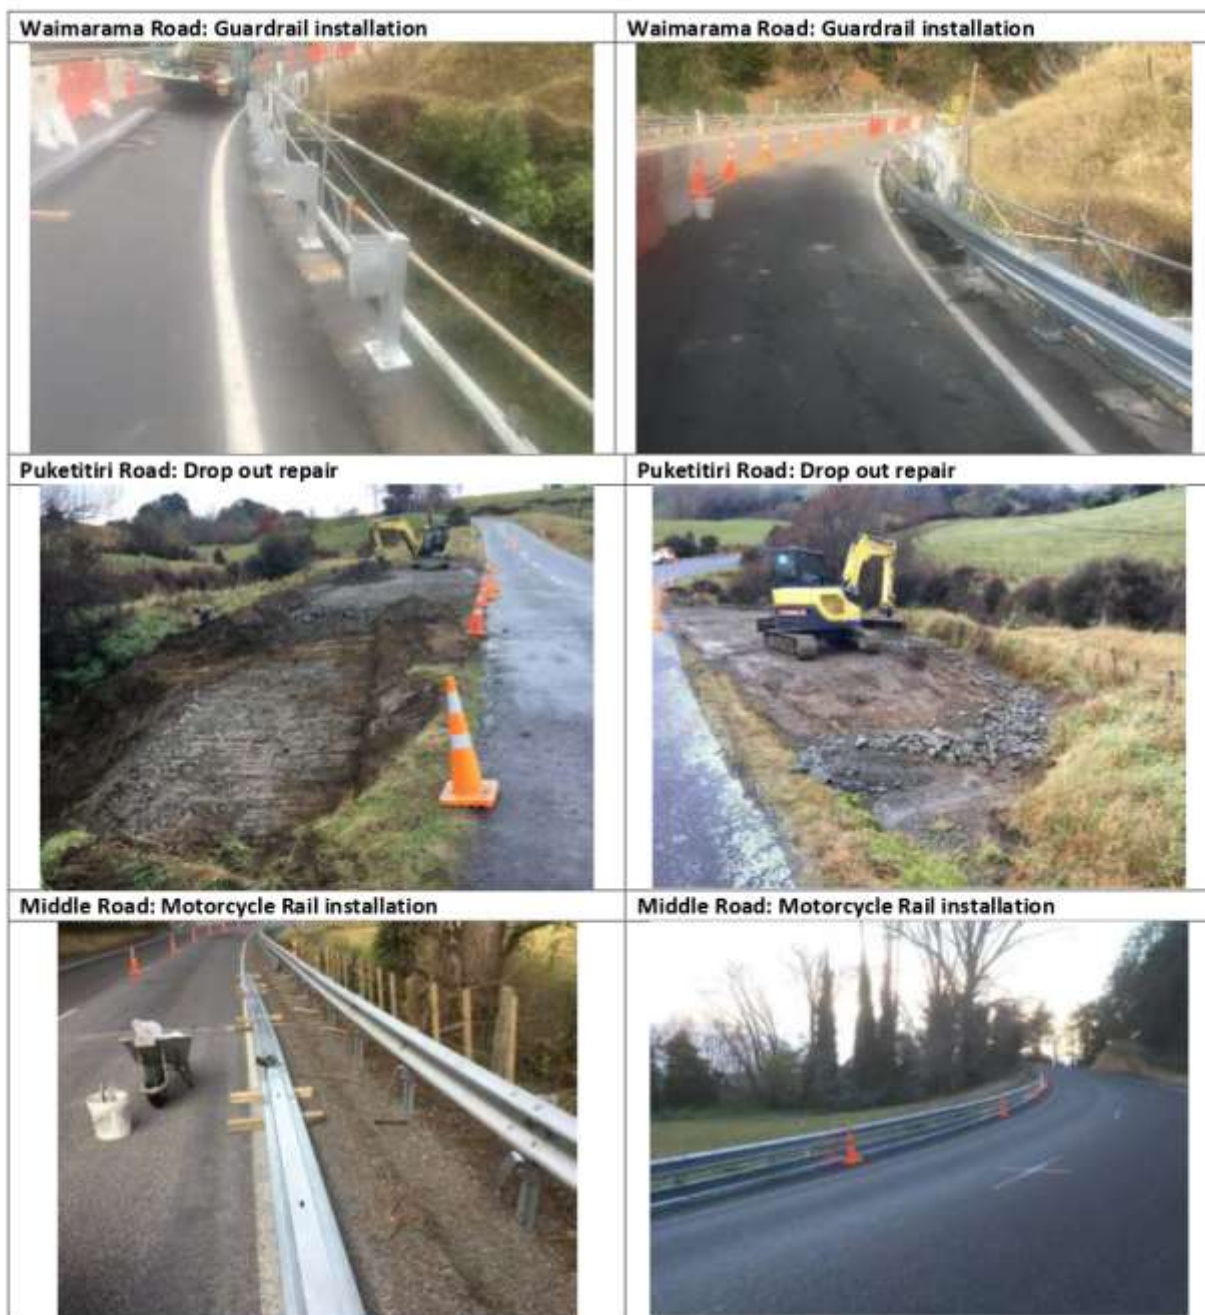 Waimarama Road: Guardrail installation
Waimarama Road: Guardrail installation
Puketitiri Road: Drop out repair
Puketitiri Road: Drop out repair
Middle Road: Motorcycle Rail installation
Middle Road: Motorcycle Rail installation